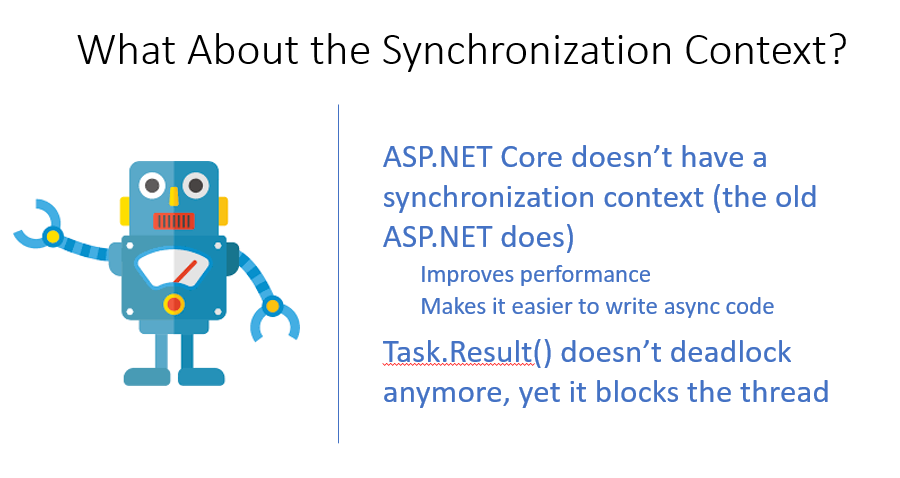 What About the Synchronization Context?
ASP.NET Core doesn’t have a
synchronization context (the old
ASP.NET does)
Improves performance
Makes it easier to write async code
Task.Result() doesn’t deadlock
anymore, yet it blocks the thread